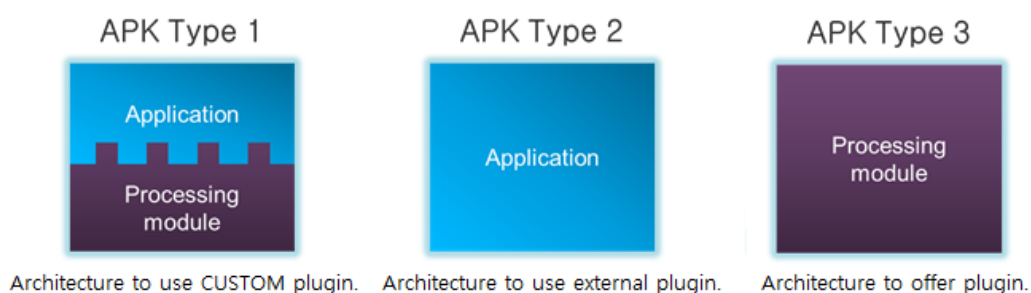 APK Type 1
APK Type 2
APK Type 3
Application
Processing
module
Application
Processing
module
Architecture to use CUSTOM plugin.
Architecture to use external plugin.
Architecture to offer plugin.